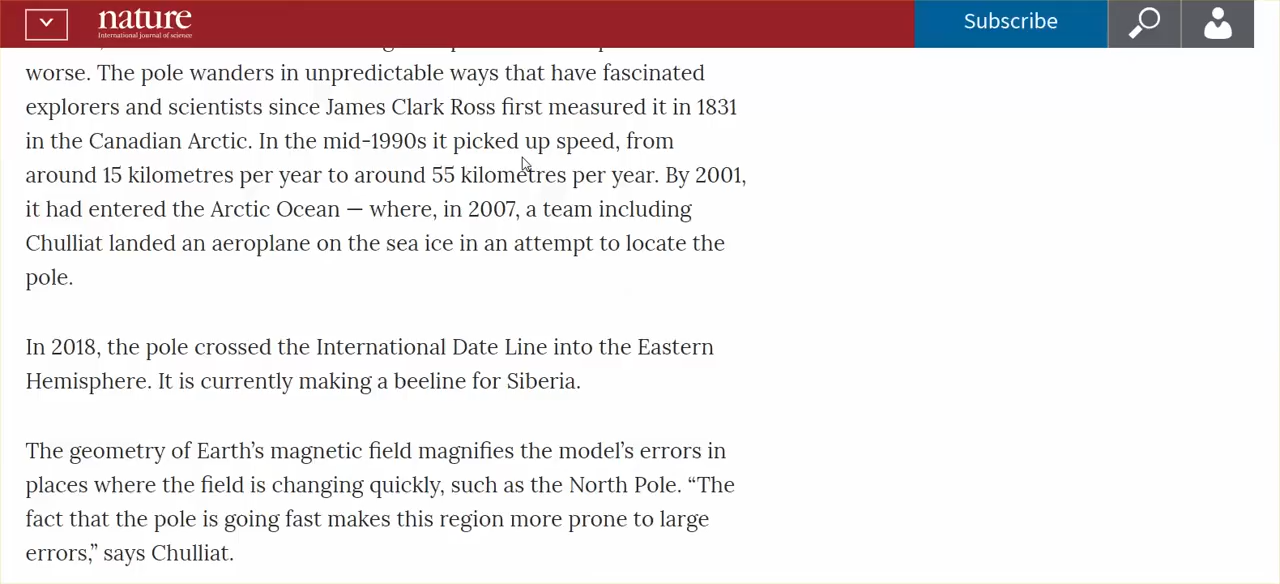 nature
International journal of science
Subscribe
worse. The pole wanders in unpredictable ways that have fascinated
explorers and scientists since James Clark Ross first measured it in 1831
in the Canadian Arctic. In the mid-1990s it picked up speed, from
around 15 kilometres per year to around 55 kilometres per year. By 2001,
it had entered the Arctic Ocean — where, in 2007, a team including
Chulliat landed an aeroplane on the sea ice in an attempt to locate the
pole.
In 2018, the pole crossed the International Date Line into the Eastern
Hemisphere. It is currently making a beeline for Siberia.
The geometry of Earth’s magnetic field magnifies the model’s errors in
places where the field is changing quickly, such as the North Pole. “The
fact that the pole is going fast makes this region more prone to large
errors,” says Chulliat.